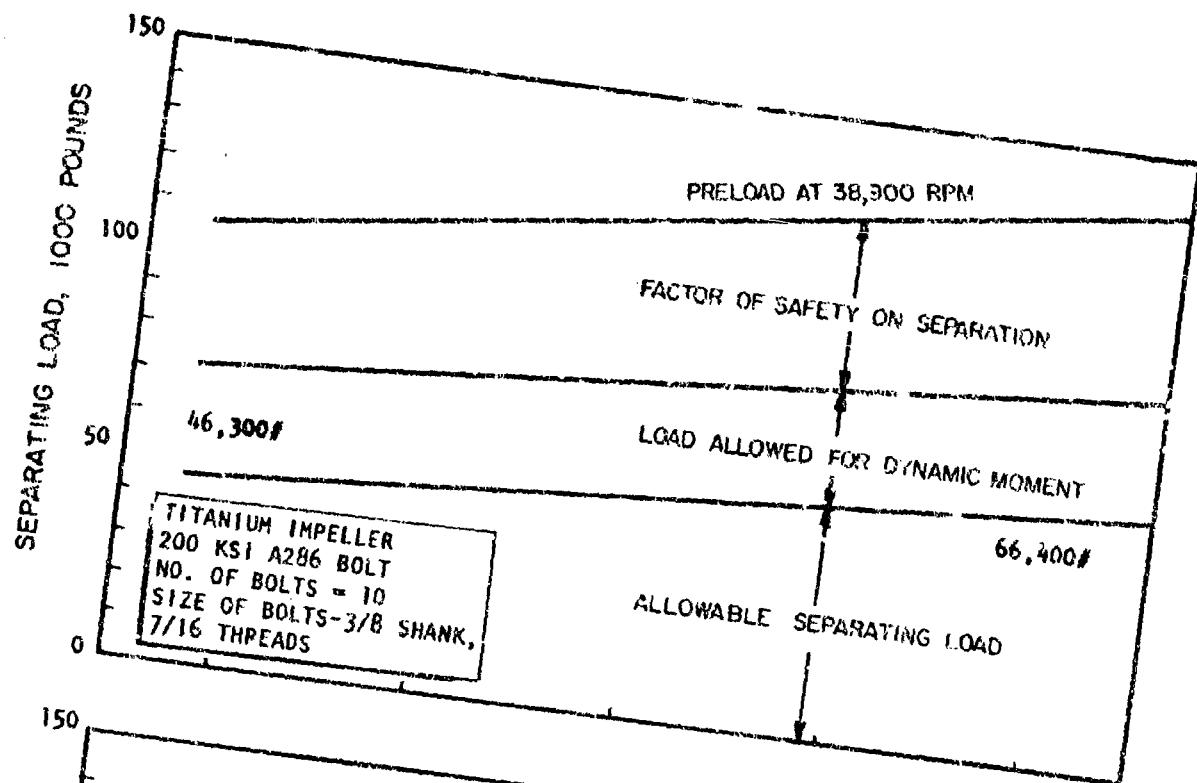 150
SEPARATING LOAD, 1000 POUNDS
PRELOAD AT 38,900 RPM
100
FACTOR OF SAFETY ON SEPARATION
46,300#
50
LOAD ALLOWED FOR DYNAMIC MOMENT
66,400#
TITANIUM IMPELLER
200 KSI A286 BOLT
NO. OF BOLTS = 10
SIZE OF BOLTS-3/8 SHANK,
7/16 THREADS
ALLOWABLE SEPARATING LOAD
0
150